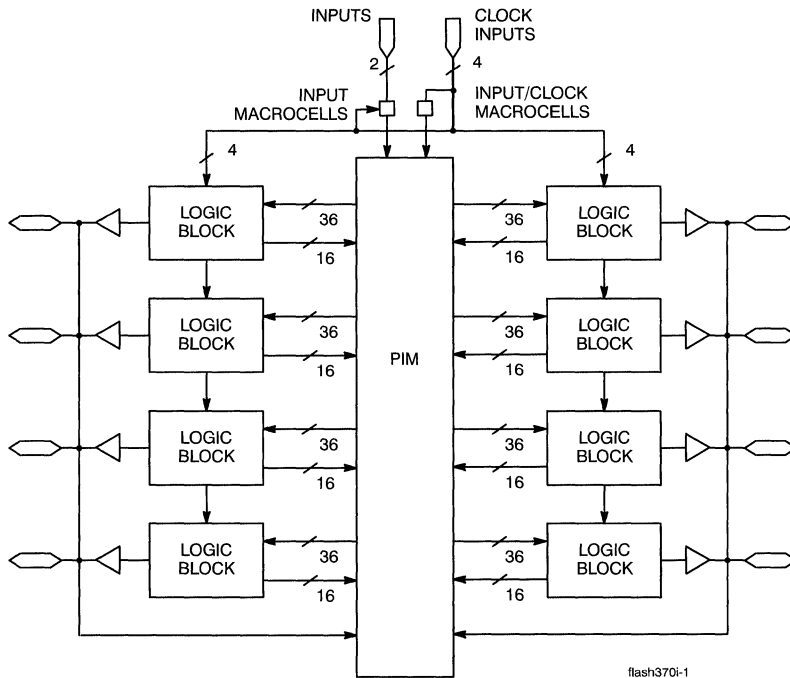 INPUTS
CLOCK
INPUTS
2
4
INPUT
MACROCELLS
INPUT/CLOCK
MACROCELLS
4
4
LOGIC
BLOCK
36
16
36
16
LOGIC
BLOCK
LOGIC
BLOCK
36
16
PIM
36
16
LOGIC
BLOCK
LOGIC
BLOCK
36
16
36
16
LOGIC
BLOCK
LOGIC
BLOCK
36
16
36
16
LOGIC
BLOCK
flash370i-1